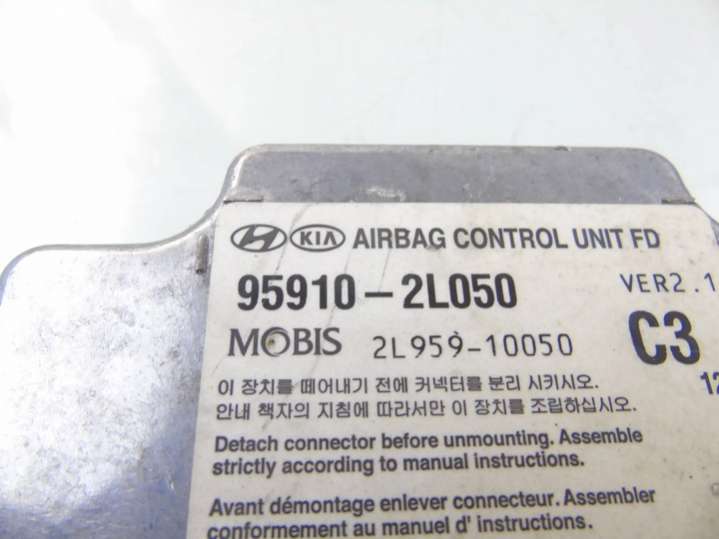 KIA AIRBAG CONTROL UNIT FD
95910-2L050 VER2.1
MOBIS 2L959-10050 C3
12
이 장치를 떼어내기 전에 커넥터를 분리 시키시오.
안내 책자의 지침에 따라서만 이 장치를 조립하십시오.
Detach connector before unmounting. Assemble
strictly according to manual instructions.
Avant démontage enlever connecteur. Assembler
conformement au manuel d' instructions.